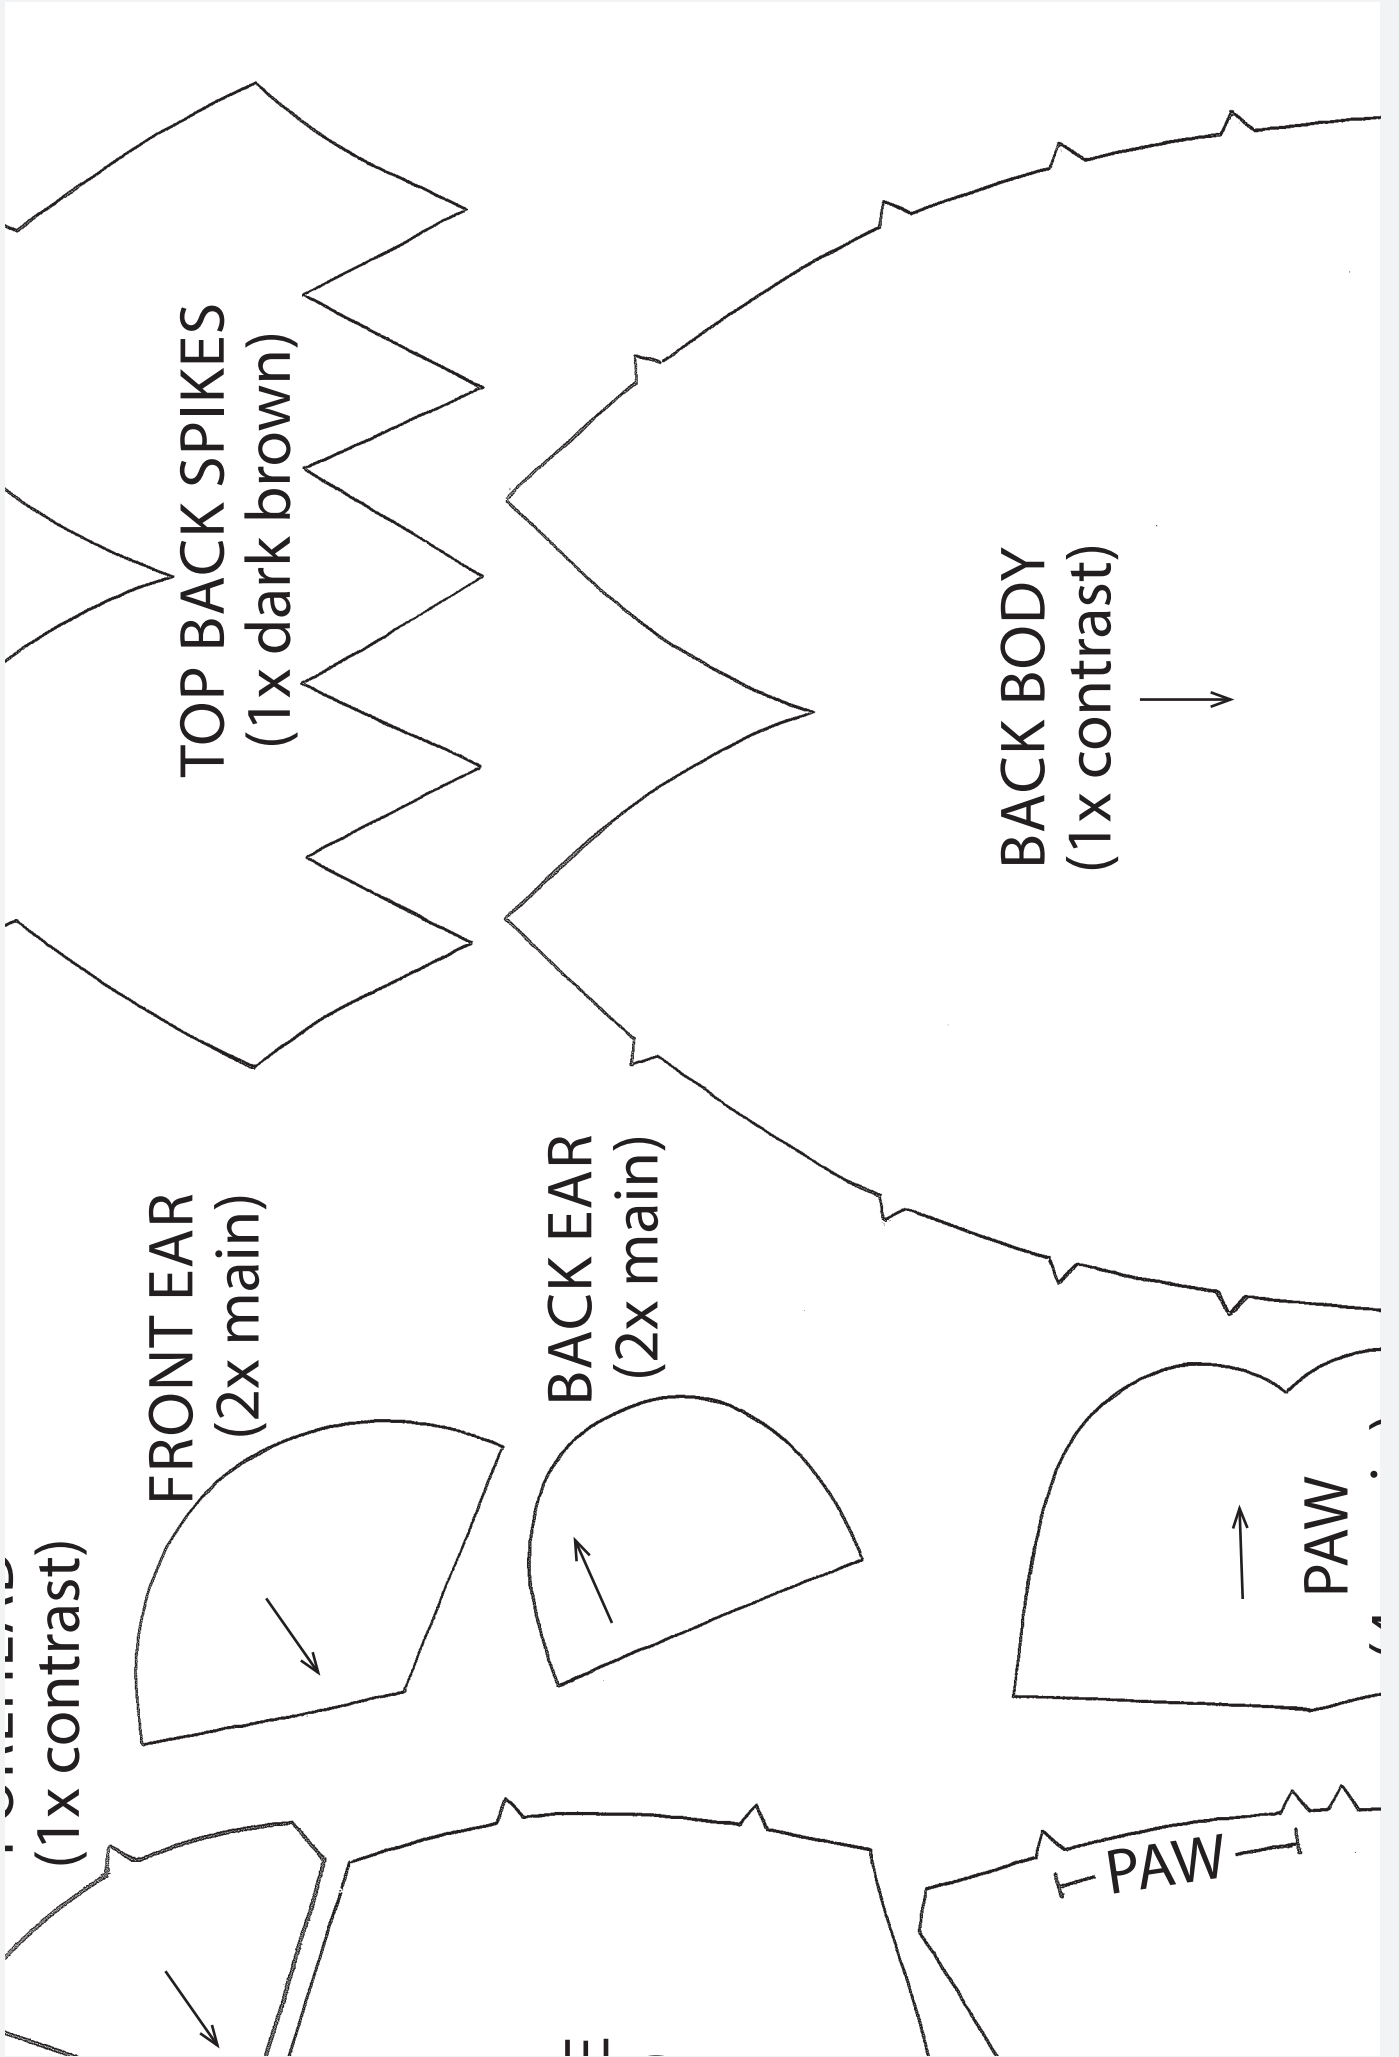 TOP BACK SPIKES
(1x dark brown)
BACK BODY
(1x contrast)
FRONT EAR
(2x main)
BACK EAR
(2x main)
(1x contrast)
PAW
PAW